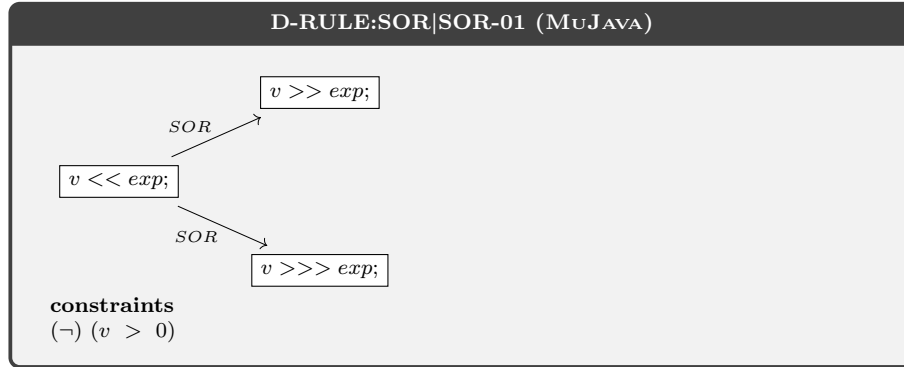 D-RULE:SOR|SOR-01 (MUJAVA)
v >> exp;
SOR
v << exp;
SOR
v >>> exp;
constraints
(¬) (v > 0)